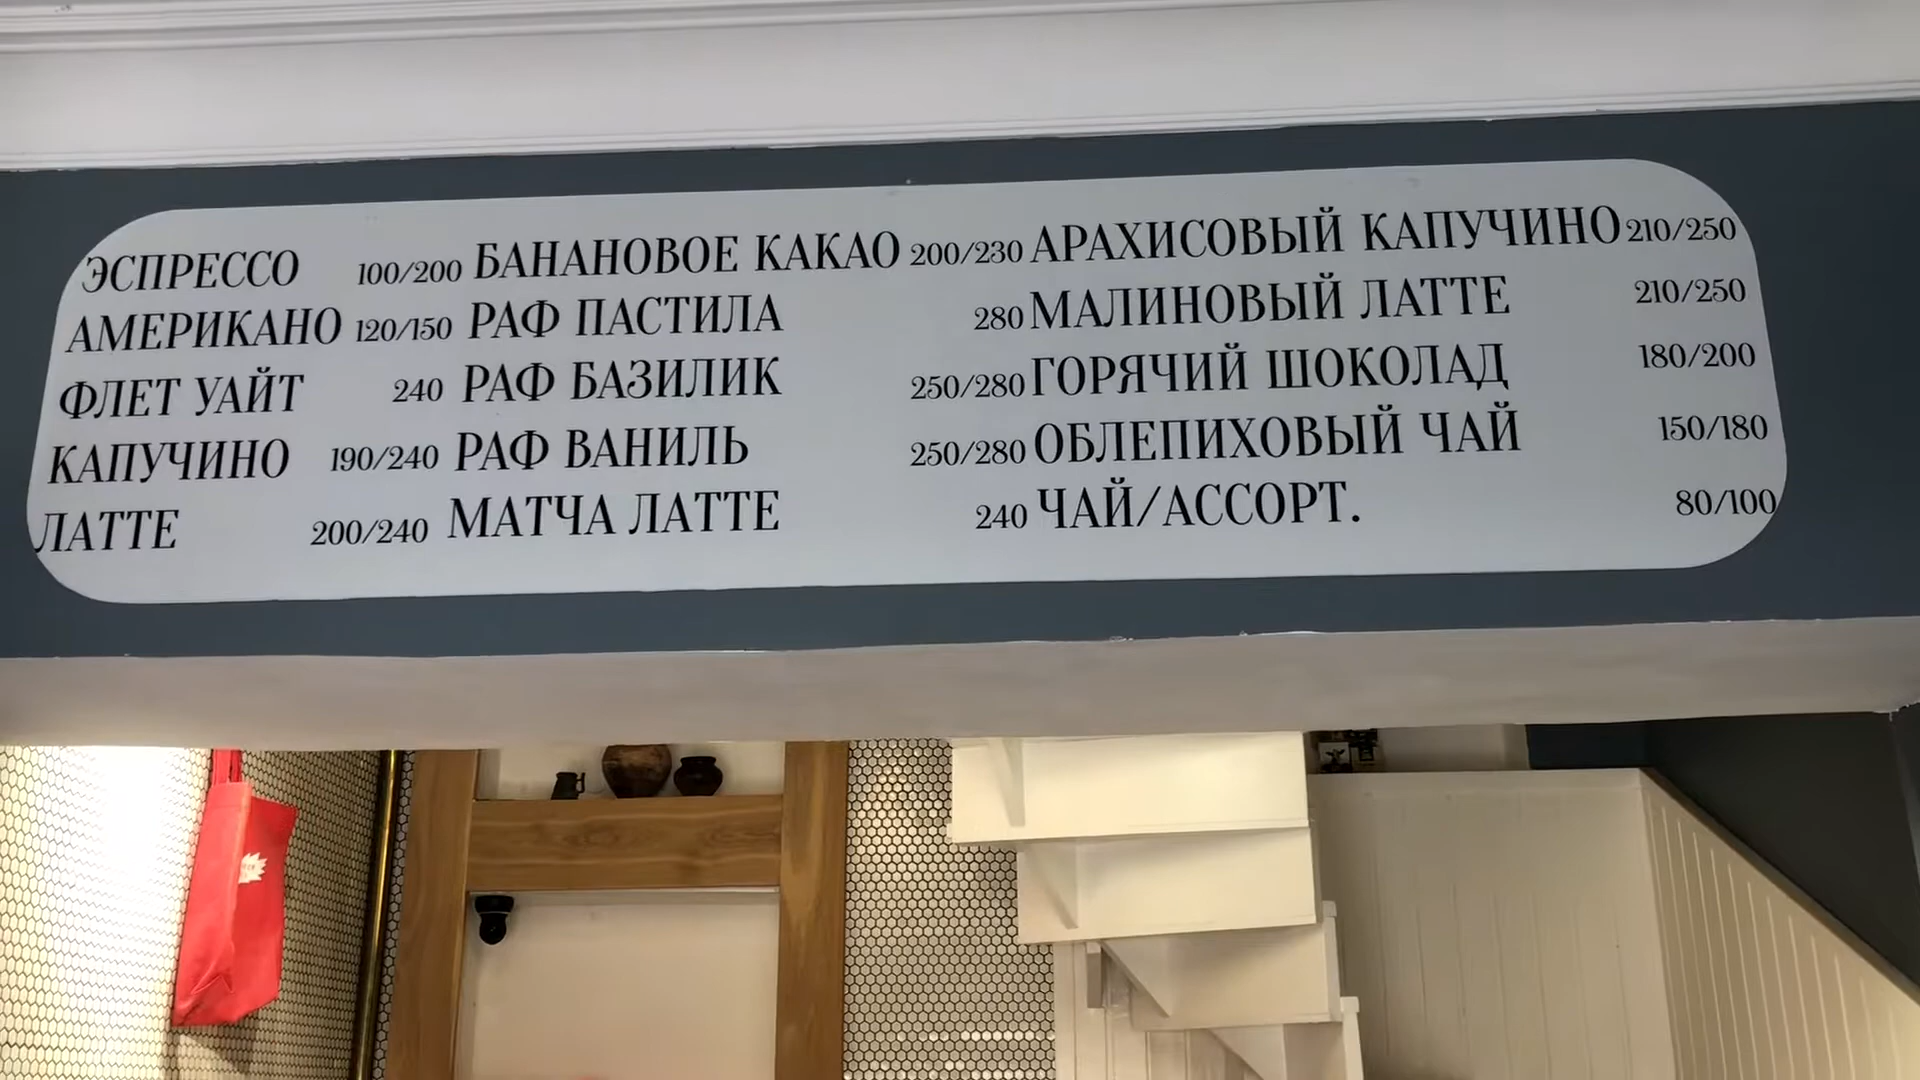 ЭСПРЕССО 100/200
АМЕРИКАНО 120/150
ФЛЕТ УАЙТ 240
КАПУЧИНО 190/240
ЛАТТЕ 200/240
БАНАНОВОЕ КАКАО 200/230
РАФ ПАСТИЛА 280
РАФ БАЗИЛИК 250/280
РАФ ВАНИЛЬ 250/280
МАТЧА ЛАТТЕ 240
АРАХИСОВЫЙ КАПУЧИНО 210/250
МАЛИНОВЫЙ ЛАТТЕ 210/250
ГОРЯЧИЙ ШОКОЛАД 180/200
ОБЛЕПИХОВЫЙ ЧАЙ 150/180
ЧАЙ/АССОРТ. 80/100